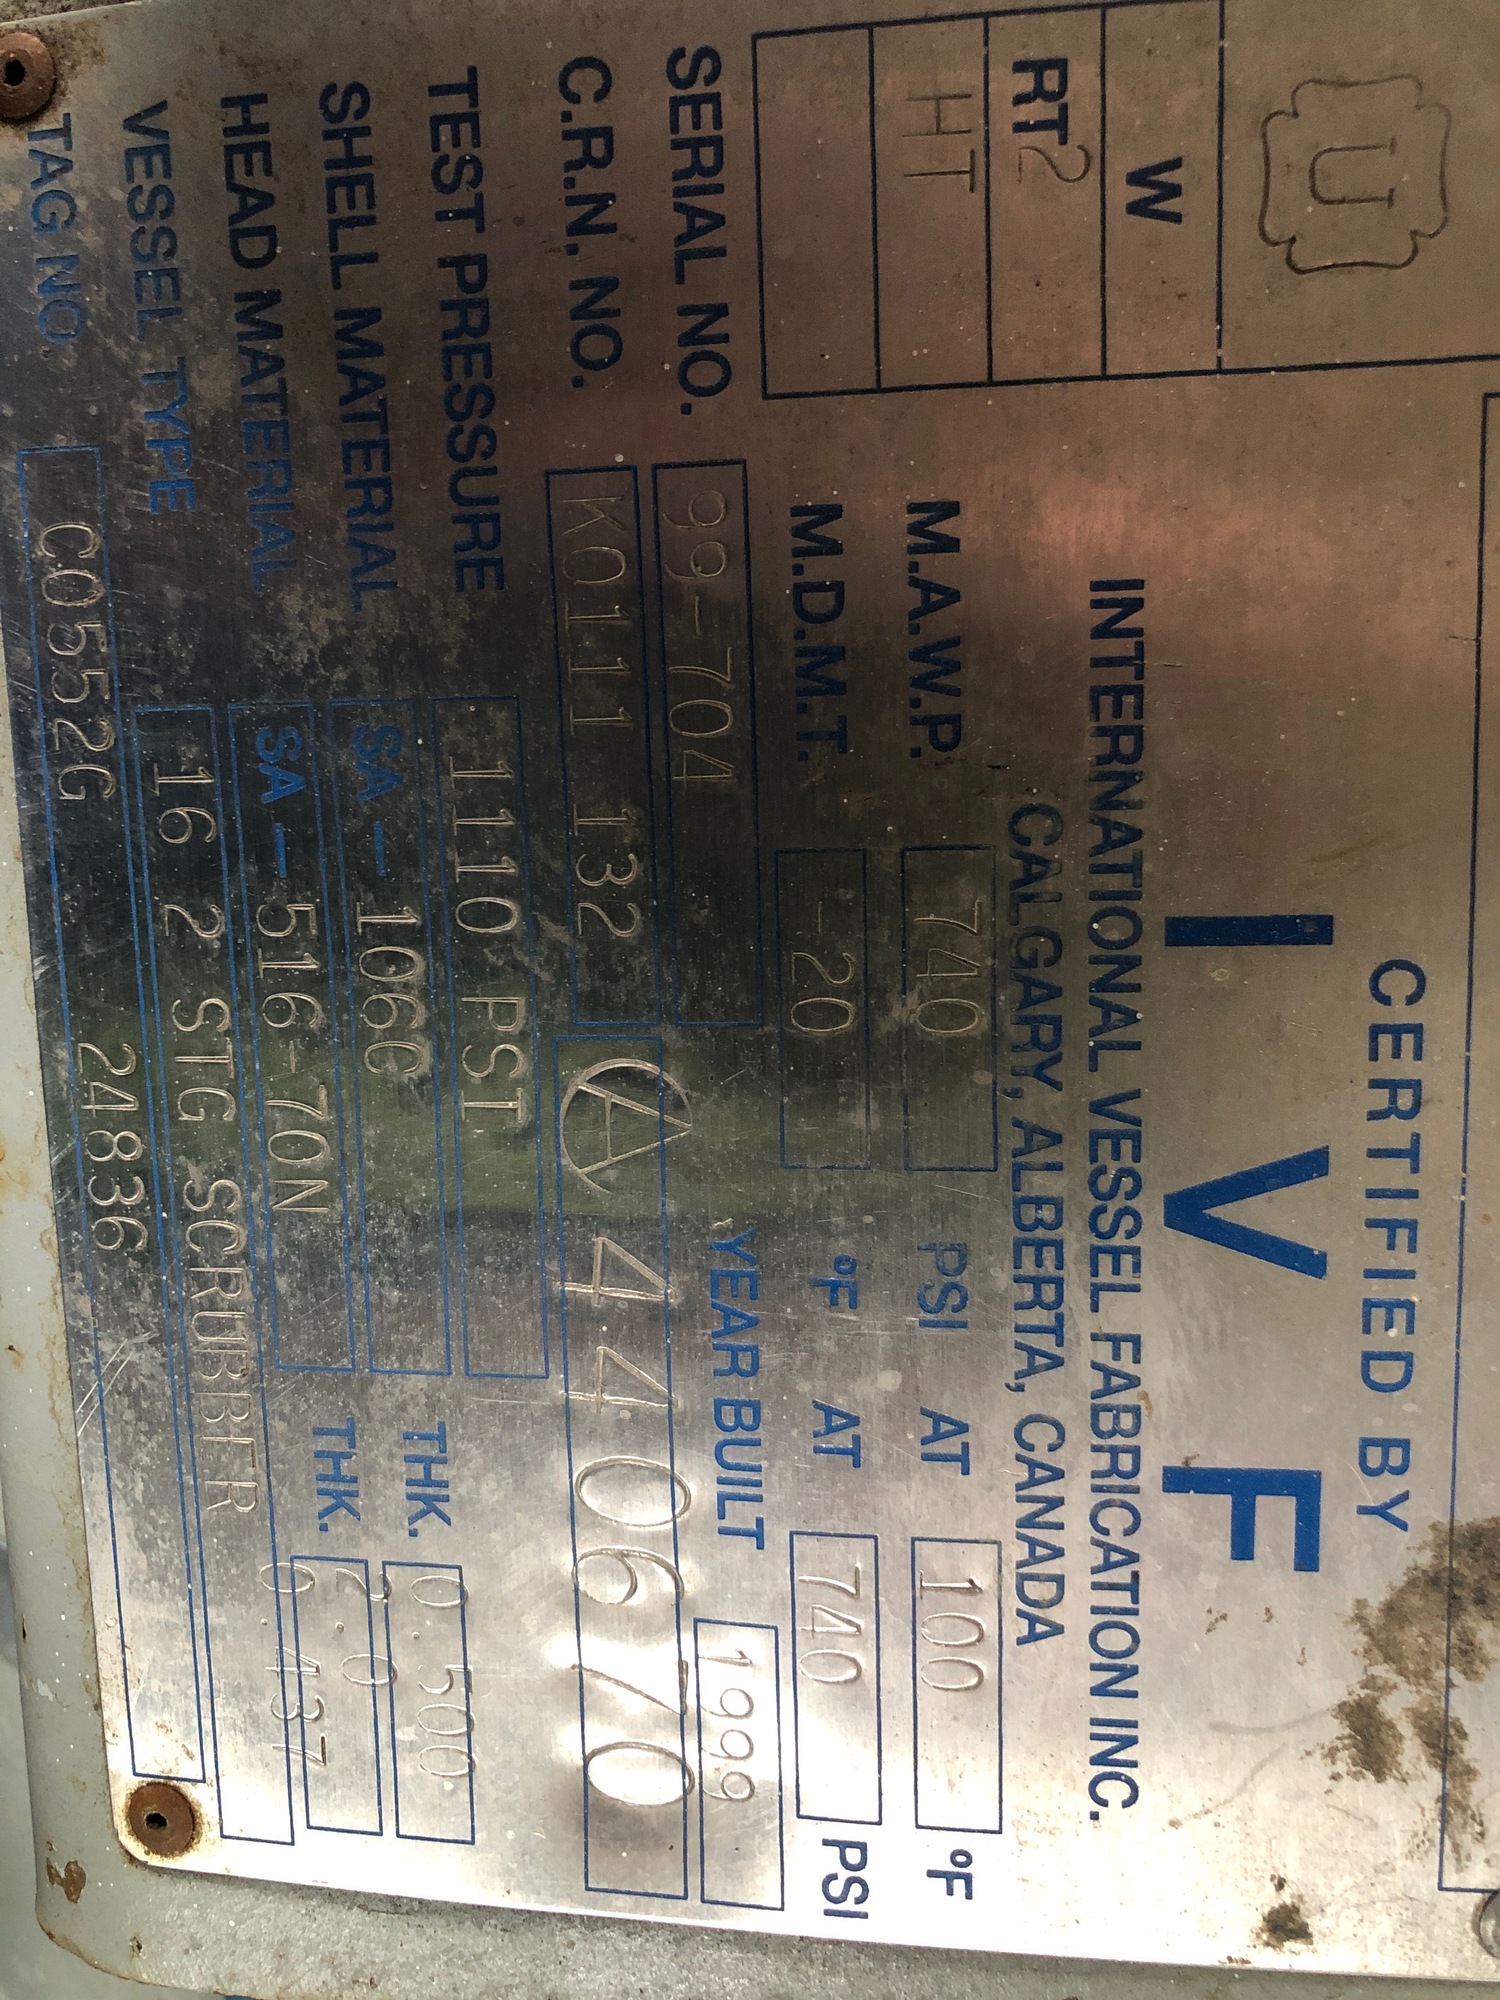 CERTIFIED BY
U
I V F
W
INTERNATIONAL VESSEL FABRICATION INC.
RT2
CALGARY, ALBERTA, CANADA
HT
M.A.W.P. 740 PSI AT 100 °F
M.D.M.T. -20 °F AT 740 PSI
SERIAL NO. 99-704 YEAR BUILT 1999
C.R.N. NO. K0111 132 A 440670
TEST PRESSURE 1110 PSI
SHELL MATERIAL SA - 106C THK. 0.500
HEAD MATERIAL SA - 516-70N THK. 2.0
0.437
VESSEL TYPE 16 2 STG SCRUBBER
TAG NO. C0552G 24836